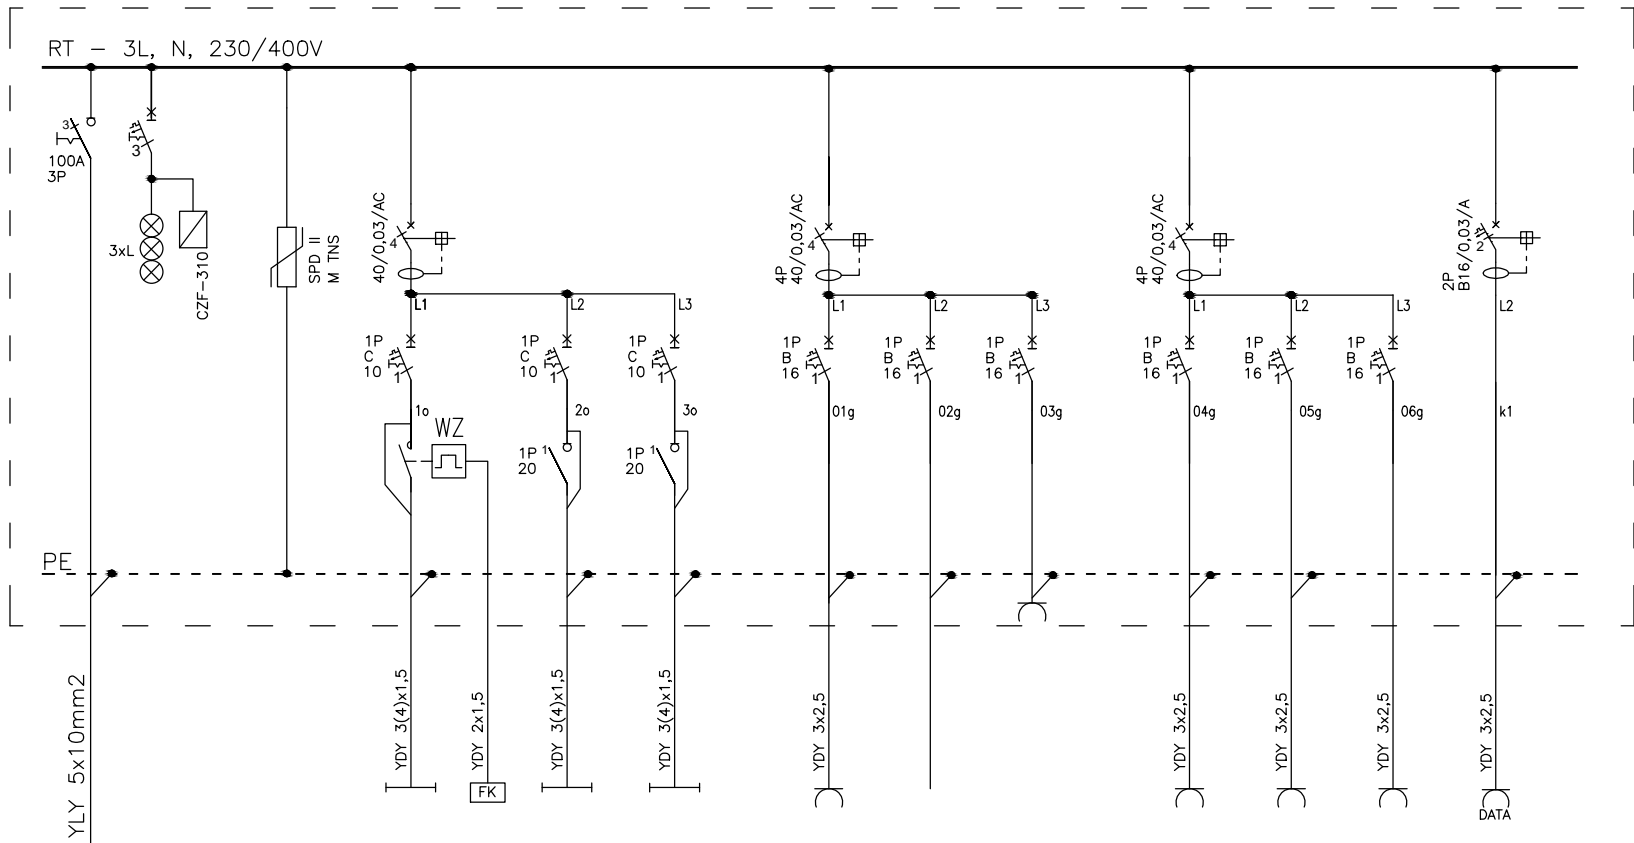 RT - 3L, N, 230/400V
3
100A
3P
3
3xL
CZF-310
SPD II
M TNS
40/0,03/AC
4
4P
40/0,03/AC
4
4P
40/0,03/AC
4
2P
B16/0,03/A
2
L1
L2
L3
L1
L2
L3
L1
L2
L3
L2
1P
C
10
1
1P
C
10
1
1P
C
10
1
1P
B
16
1
1P
B
16
1
1P
B
16
1
1P
B
16
1
1P
B
16
1
1P
B
16
1
1o
2o
3o
01g
02g
03g
04g
05g
06g
k1
WZ
1P
20
1
1P
20
1
PE
YLY 5x10mm2
YDY 3(4)x1,5
YDY 2x1,5
YDY 3(4)x1,5
YDY 3(4)x1,5
YDY 3x2,5
YDY 3x2,5
YDY 3x2,5
YDY 3x2,5
YDY 3x2,5
FK
DATA